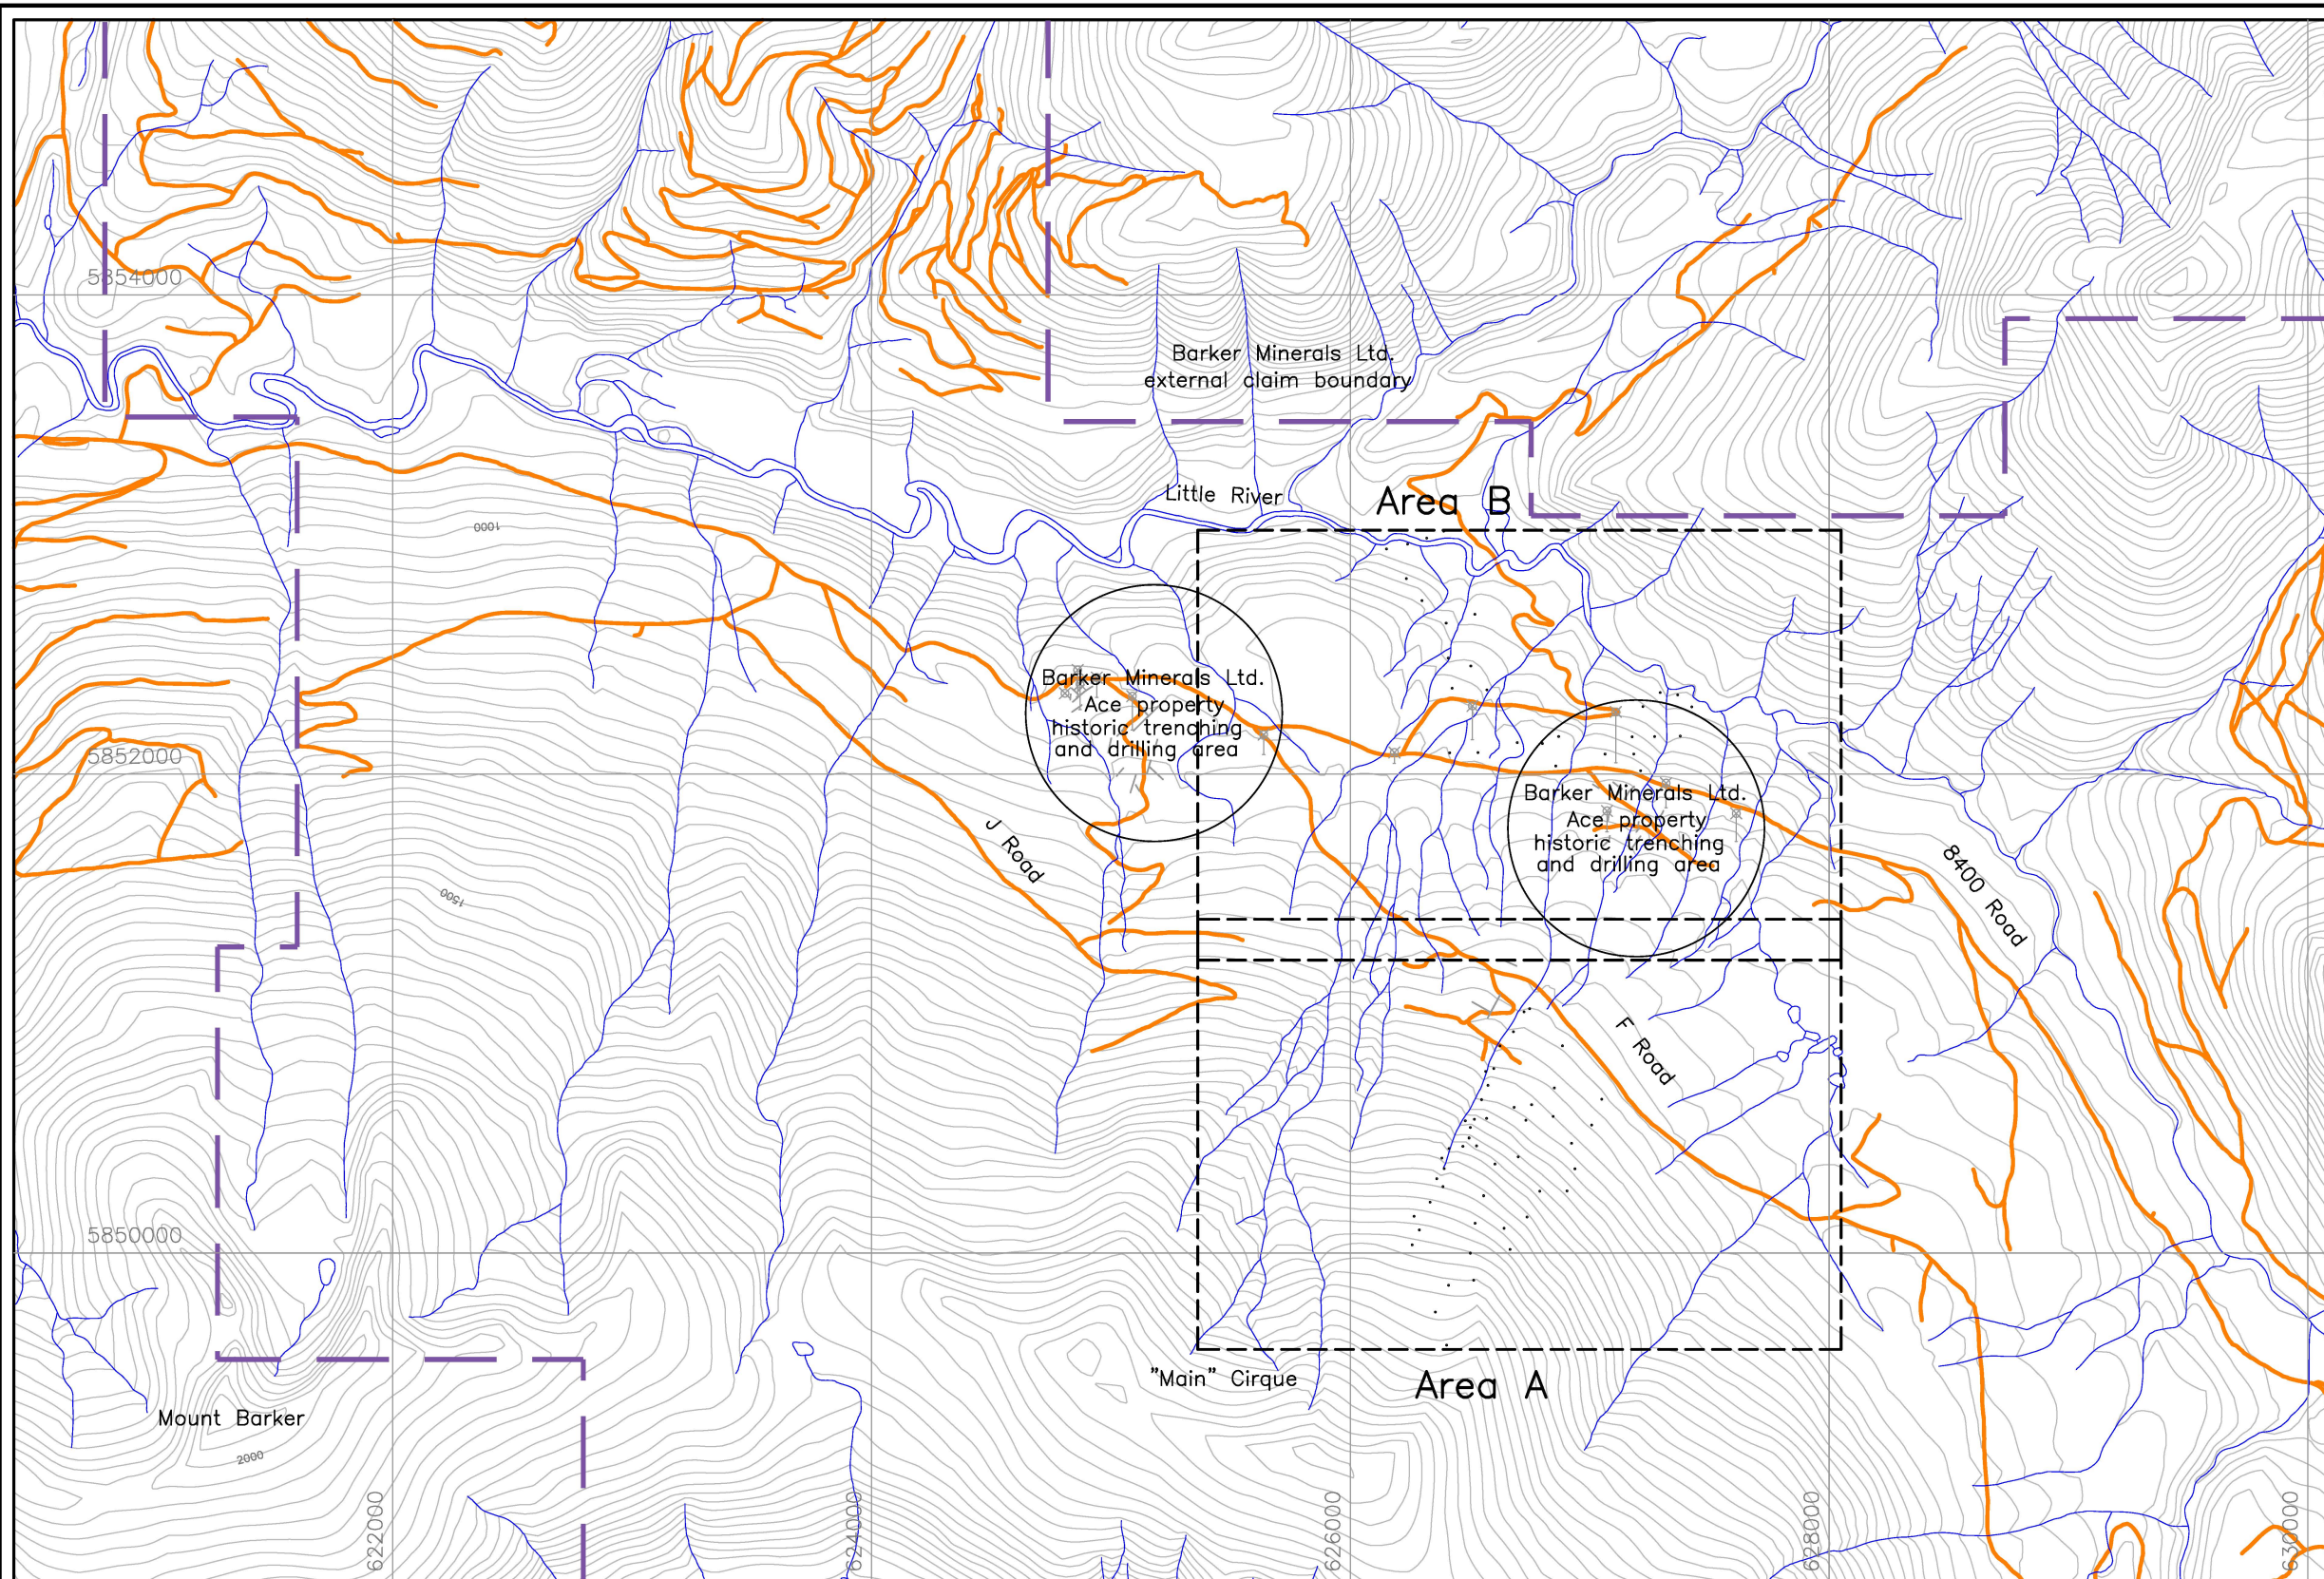 5854000
Barker Minerals Ltd.
external claim boundary
Little River
Area B
1000
Barker Minerals Ltd.
Ace property
historic trenching
and drilling area
5852000
Barker Minerals Ltd.
Ace property
historic trenching
and drilling area
J Road
8400 Road
1500
F Road
5850000
"Main" Cirque
Area A
Mount Barker
2000
622000
624000
626000
628000
630000